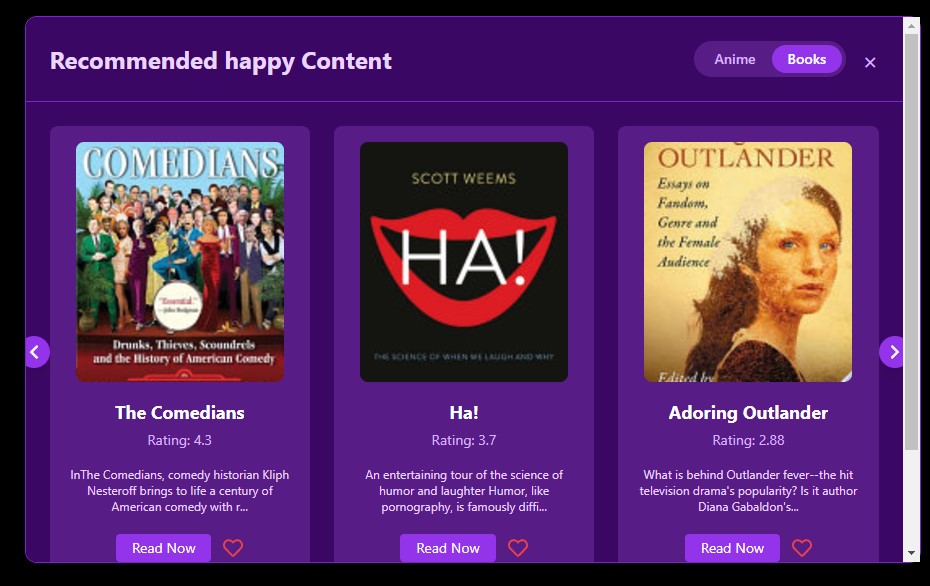 Recommended happy Content
Anime
Books
COMEDIANS
"Essential."
—John Hodgman
Drunks, Thieves, Scoundrels
and the History of American Comedy
The Comedians
Rating: 4.3
InThe Comedians, comedy historian Kliph
Nesteroff brings to life a century of
American comedy with r...
Read Now
SCOTT WEEMS
HA!
THE SCIENCE OF WHEN WE LAUGH AND WHY
Ha!
Rating: 3.7
An entertaining tour of the science of
humor and laughter Humor, like
pornography, is famously diffi...
Read Now
OUTLANDER
Essays on
Fandom,
Genre and
the Female
Audience
Edited by
Adoring Outlander
Rating: 2.88
What is behind Outlander fever--the hit
television drama's popularity? Is it author
Diana Gabaldon's...
Read Now